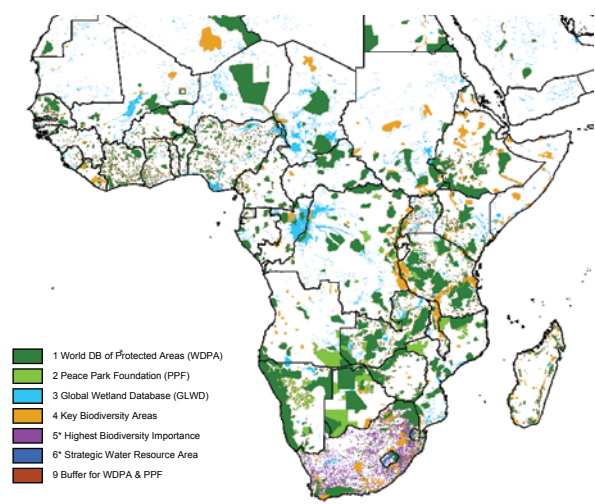 1 World DB of Protected Areas (WDPA)
2 Peace Park Foundation (PPF)
3 Global Wetland Database (GLWD)
4 Key Biodiversity Areas
5* Highest Biodiversity Importance
6* Strategic Water Resource Area
9 Buffer for WDPA & PPF